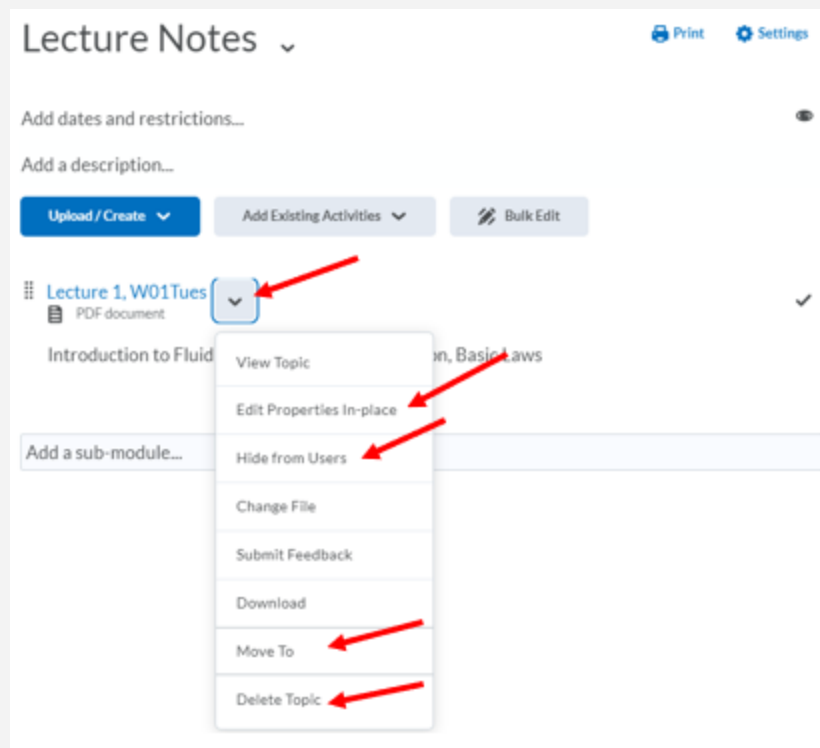 Lecture Notes
Print
Settings
Add dates and restrictions...
Add a description...
Upload / Create
Add Existing Activities
Bulk Edit
Lecture 1, W01Tues
PDF document
Introduction to Fluid
on, Basic Laws
View Topic
Edit Properties In-place
Hide from Users
Add a sub-module...
Change File
Submit Feedback
Download
Move To
Delete Topic